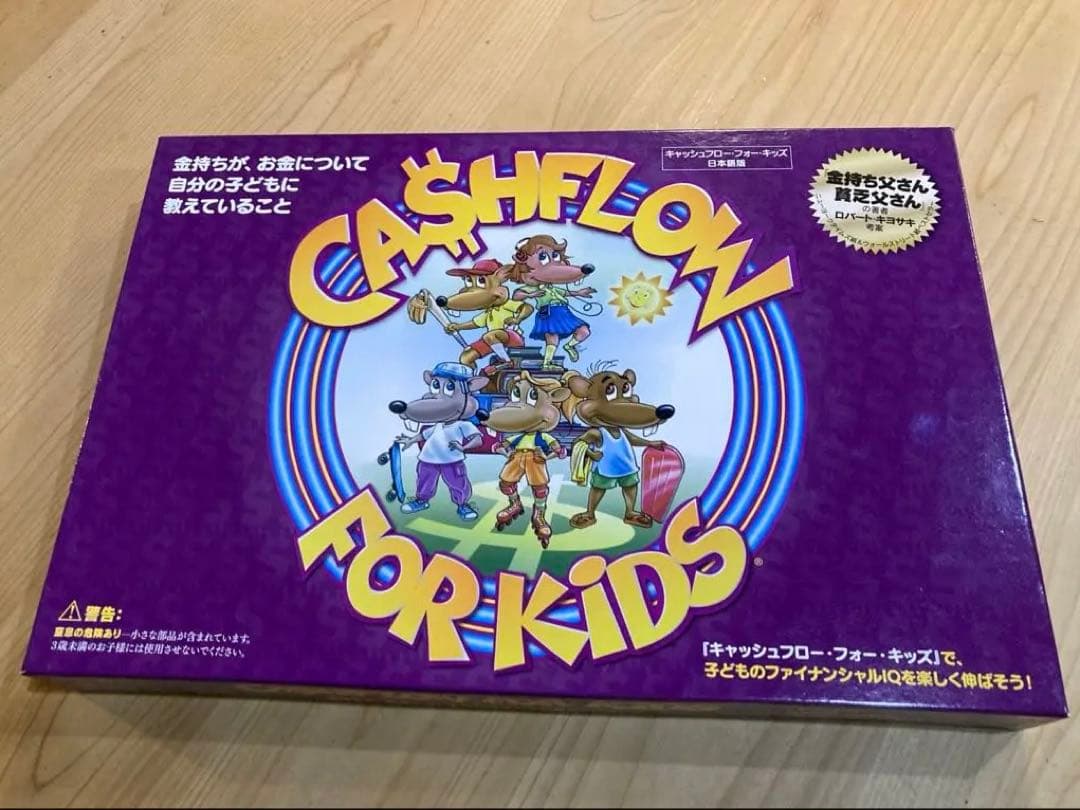 金持ちが、お金について
自分の子どもに
教えていること
CA$HFLOW
FOR KiDS
®
キャッシュフロー・フォー・キッズ
日本語版
金持ち父さん
貧乏父さん
の著者
ロバート・キヨサキ
考案
警告:
窒息の危険あり—小さな部品が含まれています。
3歳未満のお子様には使用させないでください。
『キャッシュフロー・フォー・キッズ』で、
子どものファイナンシャルIQを楽しく伸ばそう!